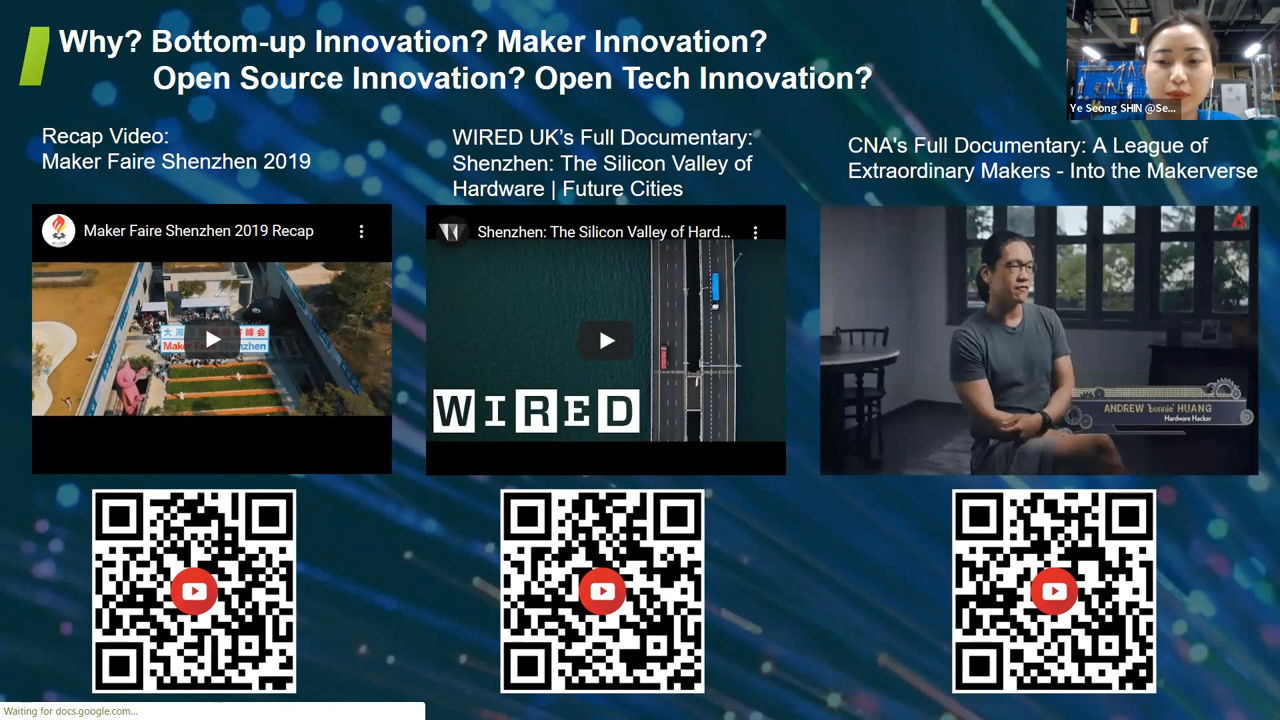 Why? Bottom-up Innovation? Maker Innovation?
Open Source Innovation? Open Tech Innovation?
Ye Seong SHIN @Se...
Recap Video:
Maker Faire Shenzhen 2019
WIRED UK’s Full Documentary:
Shenzhen: The Silicon Valley of
Hardware | Future Cities
CNA's Full Documentary: A League of
Extraordinary Makers - Into the Makerverse
Maker Faire Shenzhen 2019 Recap
Shenzhen: The Silicon Valley of Hard...
Maker Faire Shenzhen
WIRED
ANDREW 'bunnie' HUANG
Hardware Hacker
Waiting for docs.google.com...